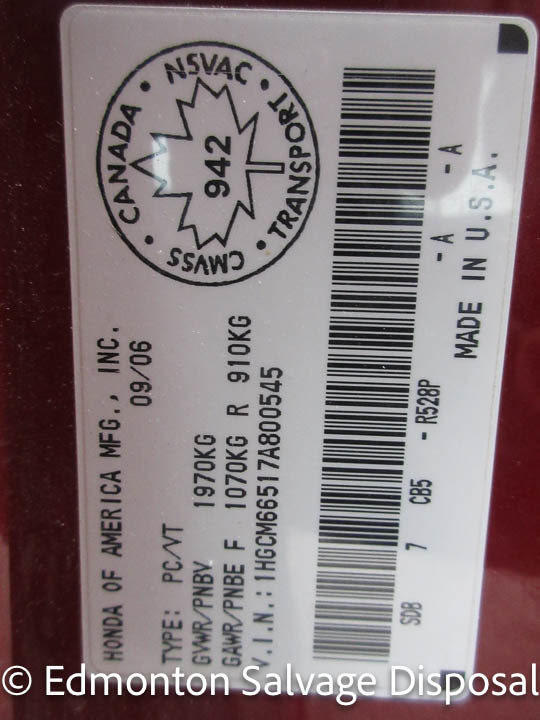 HONDA OF AMERICA MFG., INC.
09/06
TYPE: PC/VT
GVWR/PNBV 1970KG
GAWR/PNBE F 1070KG R 910KG
V.I.N.: 1HGCM66517A800545
CANADA • NSVAC • TRANSPORT • CMVSS •
942
SDB 7 CB5 - R528P - A - A
MADE IN U.S.A.
© Edmonton Salvage Disposal